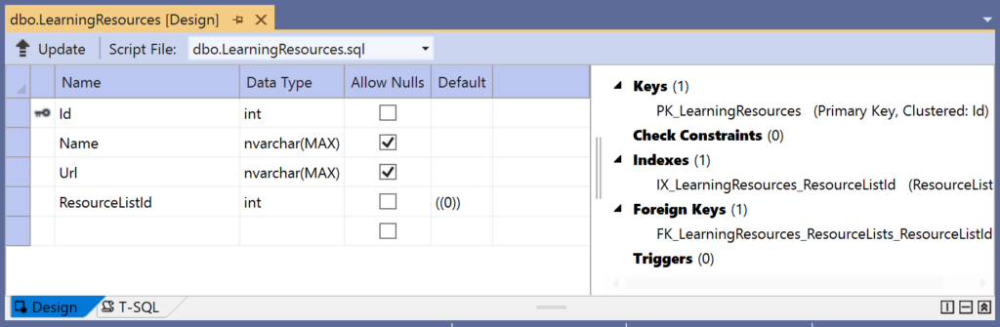 dbo.LearningResources [Design]
Update Script File: dbo.LearningResources.sql
Name Data Type Allow Nulls Default
Id int
Name nvarchar(MAX)
Url nvarchar(MAX)
ResourceListId int ((0))
Keys (1)
PK_LearningResources (Primary Key, Clustered: Id)
Check Constraints (0)
Indexes (1)
IX_LearningResources_ResourceListId (ResourceList
Foreign Keys (1)
FK_LearningResources_ResourceLists_ResourceListId
Triggers (0)
Design T-SQL